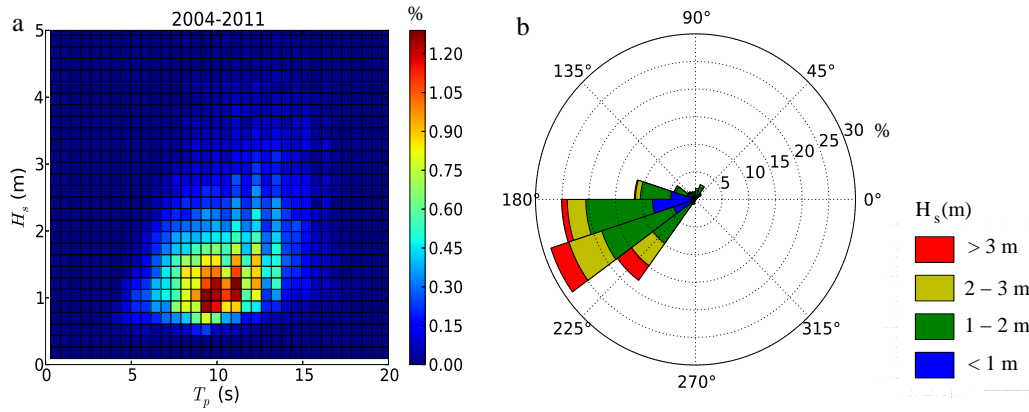 a
2004-2011
%
5
4
3
2
1
0
H_s (m)
0 5 10 15 20
T_p (s)
1.20
1.05
0.90
0.75
0.60
0.45
0.30
0.15
0.00
b
90°
135° 45°
180° 0°
225° 315°
270°
5 10 15 20 25 30 %
H_s(m)
> 3 m
2 – 3 m
1 – 2 m
< 1 m